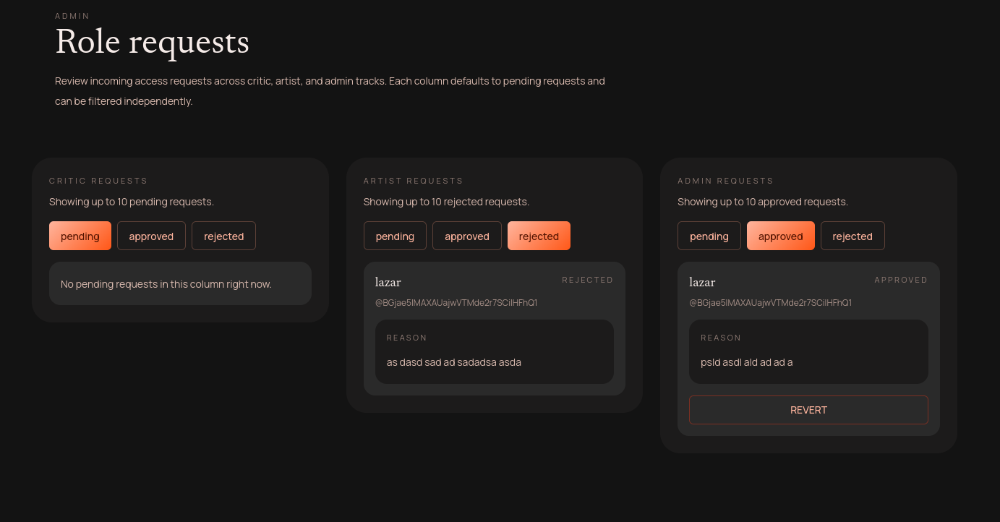 ADMIN
Role requests
Review incoming access requests across critic, artist, and admin tracks. Each column defaults to pending requests and
can be filtered independently.
CRITIC REQUESTS
Showing up to 10 pending requests.
pending approved rejected
No pending requests in this column right now.
ARTIST REQUESTS
Showing up to 10 rejected requests.
pending approved rejected
lazar REJECTED
@BGjae5lMAXAUajwVTMde2r7SCilHFhQ1
REASON
as dasd sad ad sadadsa asda
ADMIN REQUESTS
Showing up to 10 approved requests.
pending approved rejected
lazar APPROVED
@BGjae5lMAXAUajwVTMde2r7SCilHFhQ1
REASON
psld asdl ald ad ad a
REVERT